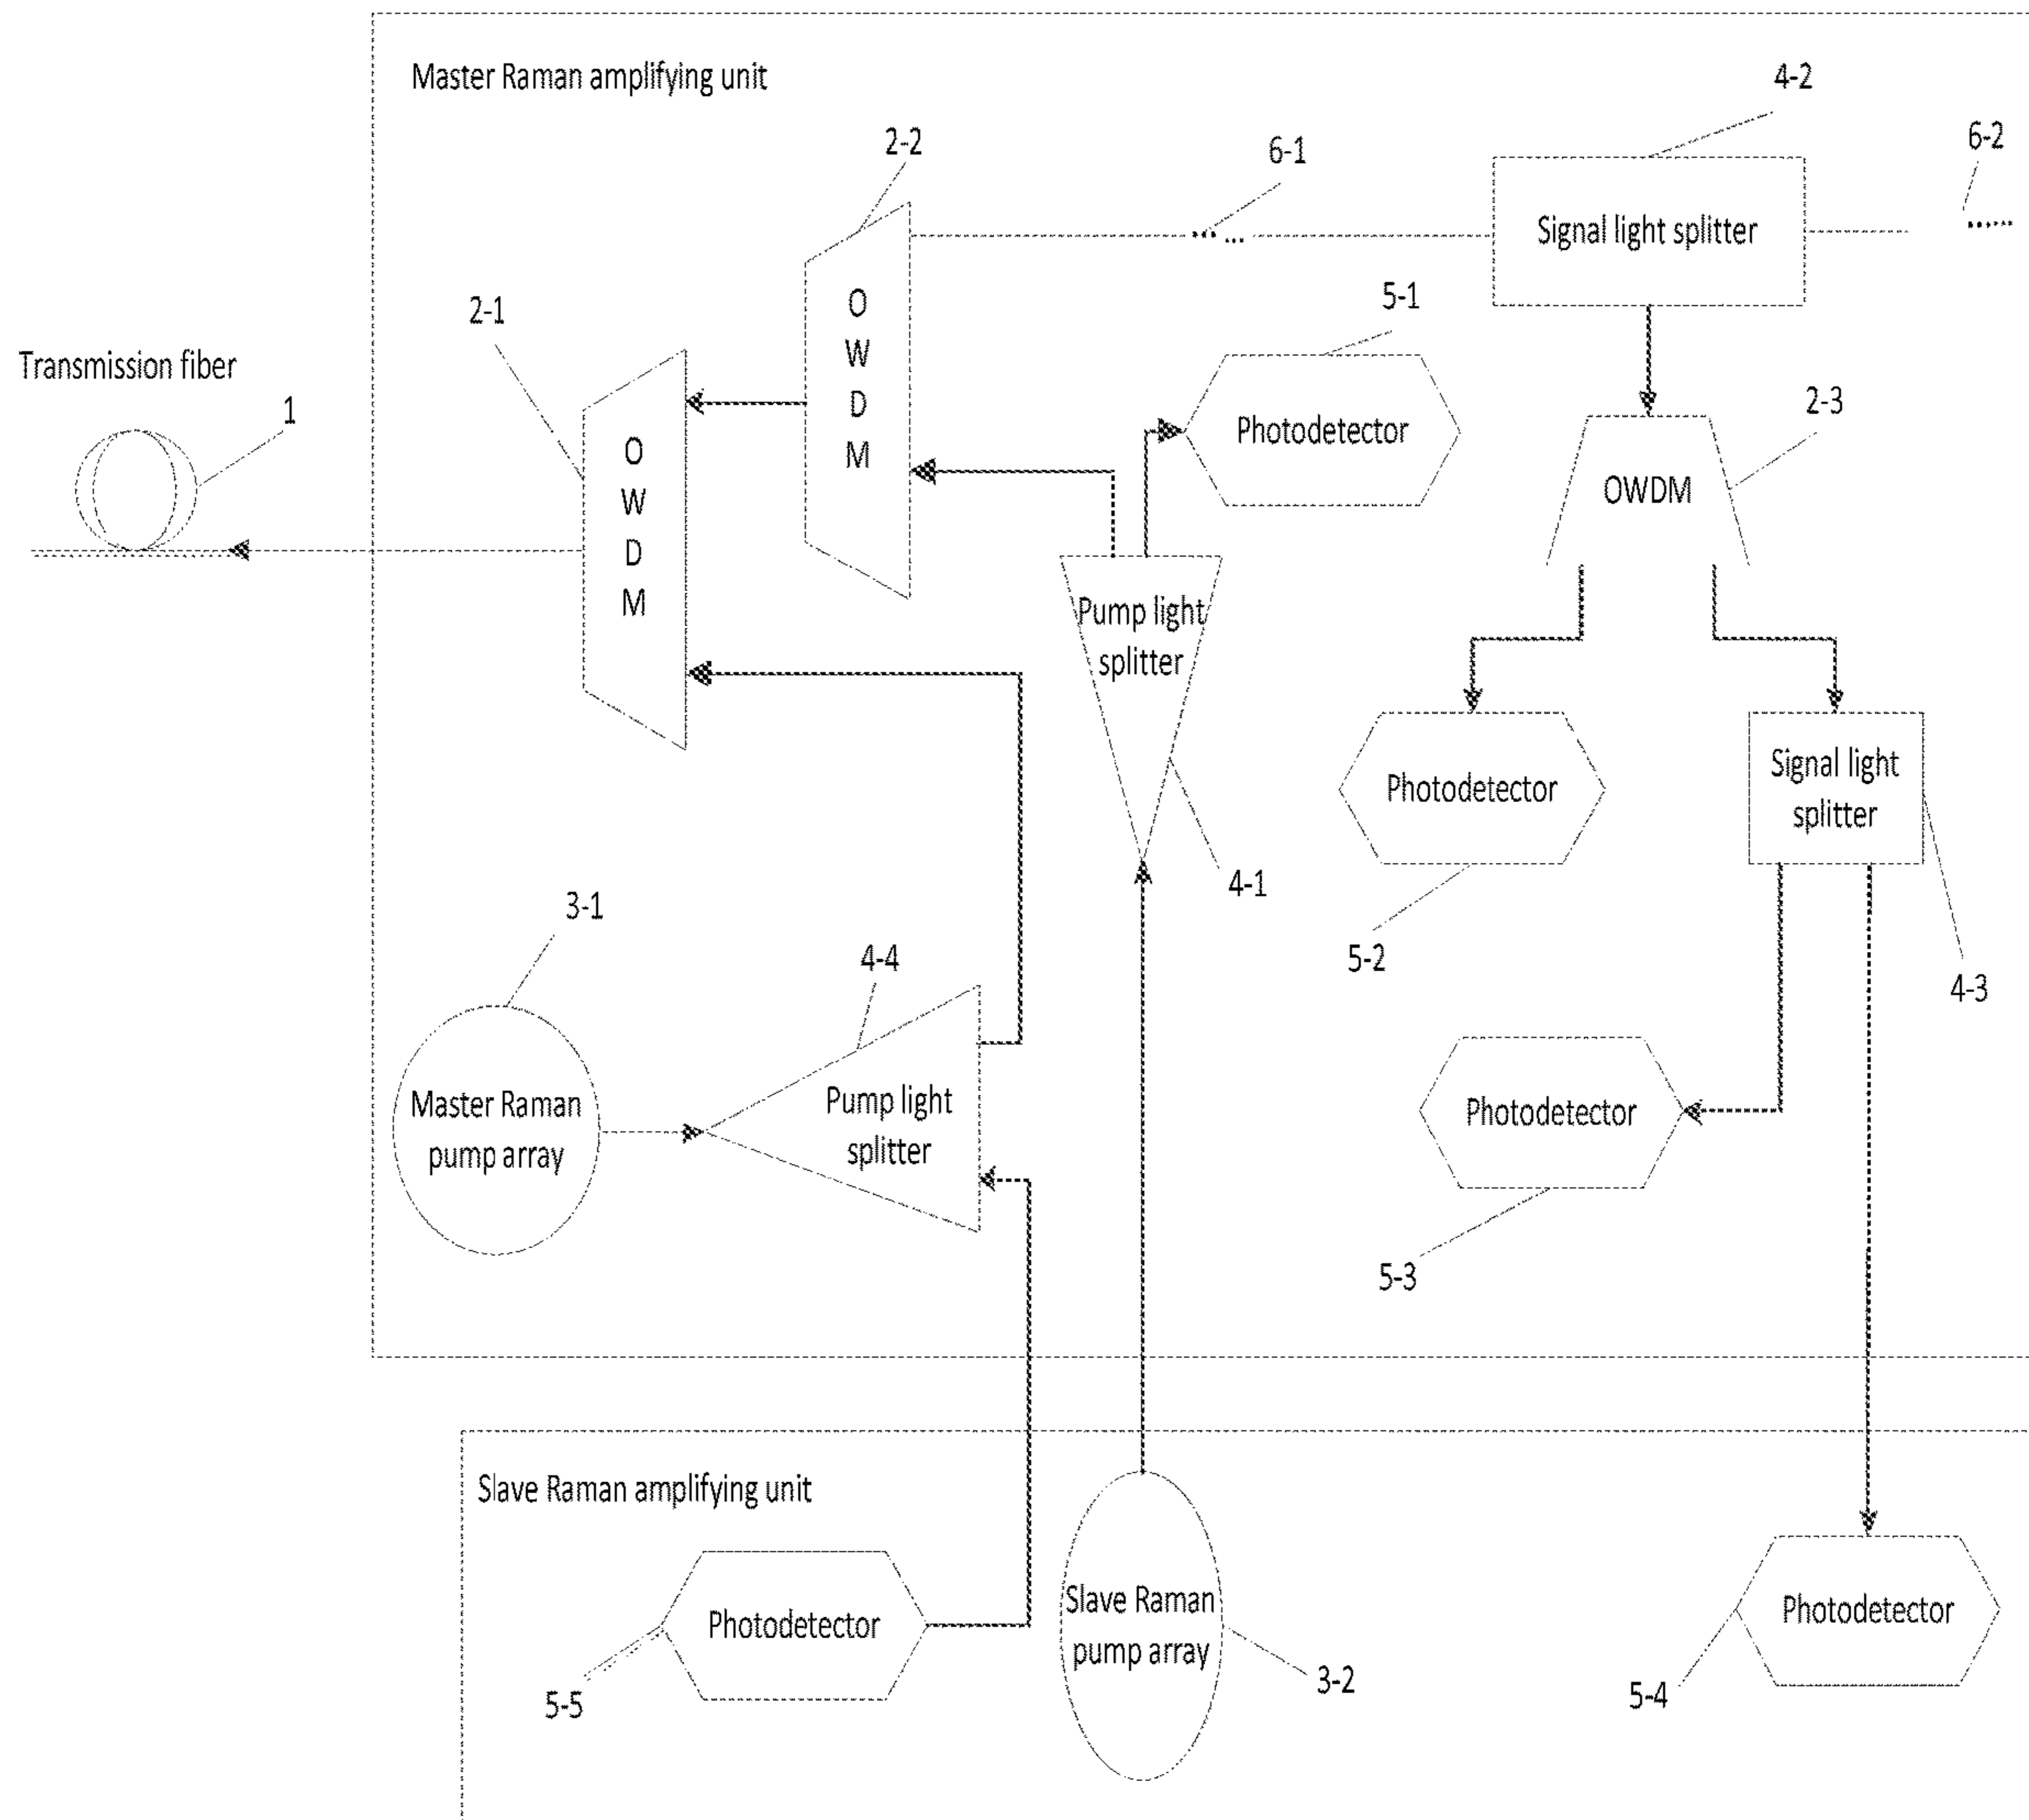 Master Raman amplifying unit
4-2
6-2
2-2
6-1
Signal light splitter
2-1
O
W
D
M
5-1
Transmission fiber
1
O
W
D
M
Photodetector
2-3
OWDM
Pump light
splitter
Photodetector
Signal light
splitter
4-1
3-1
4-4
5-2
4-3
Master Raman
pump array
Pump light
splitter
Photodetector
5-3
Slave Raman amplifying unit
Photodetector
Slave Raman
pump array
Photodetector
5-5
3-2
5-4